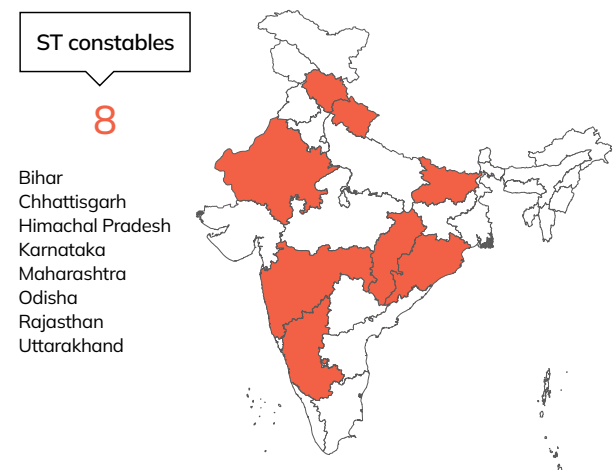 ST constables
8
Bihar
Chhattisgarh
Himachal Pradesh
Karnataka
Maharashtra
Odisha
Rajasthan
Uttarakhand